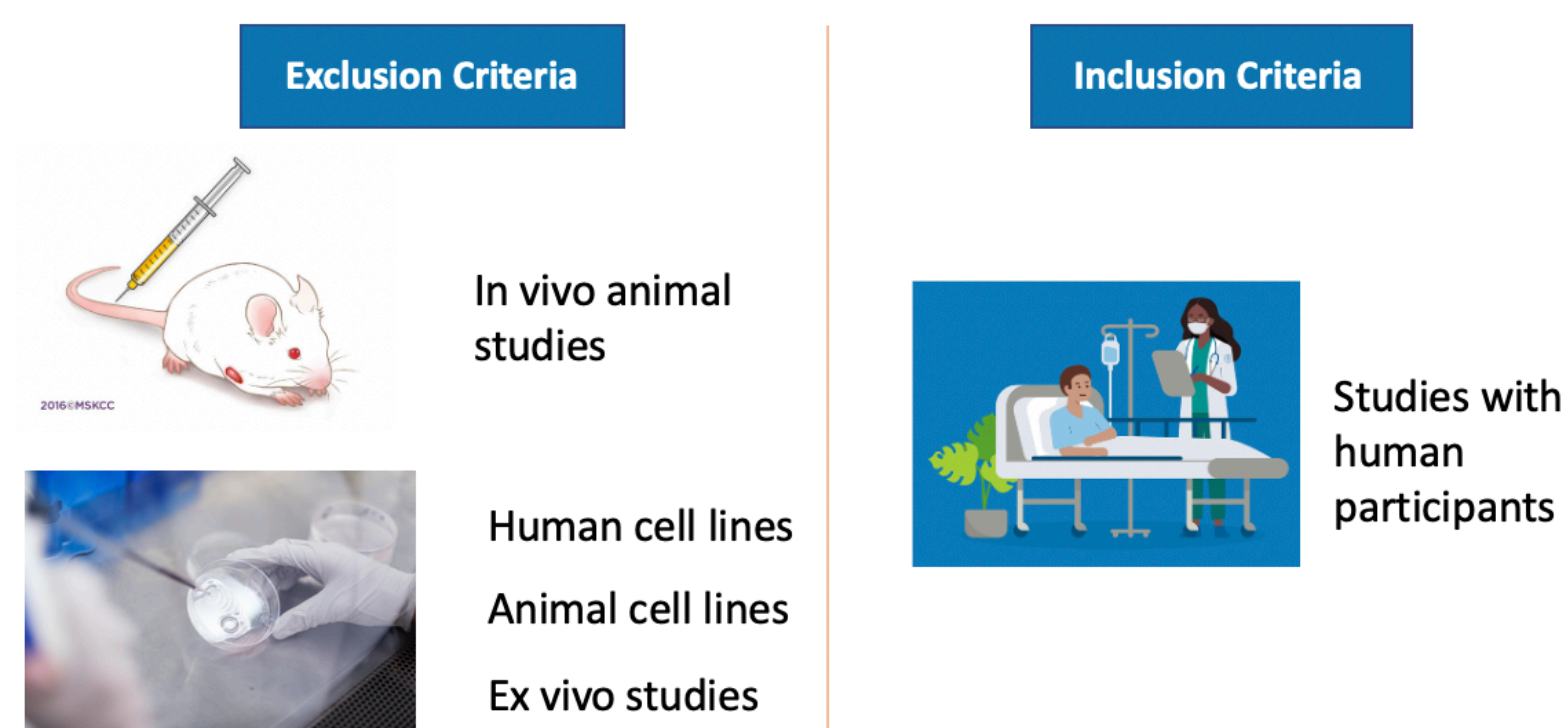 Exclusion Criteria
In vivo animal
studies
2016©MSKCC
Human cell lines
Animal cell lines
Ex vivo studies
Inclusion Criteria
Studies with
human
participants